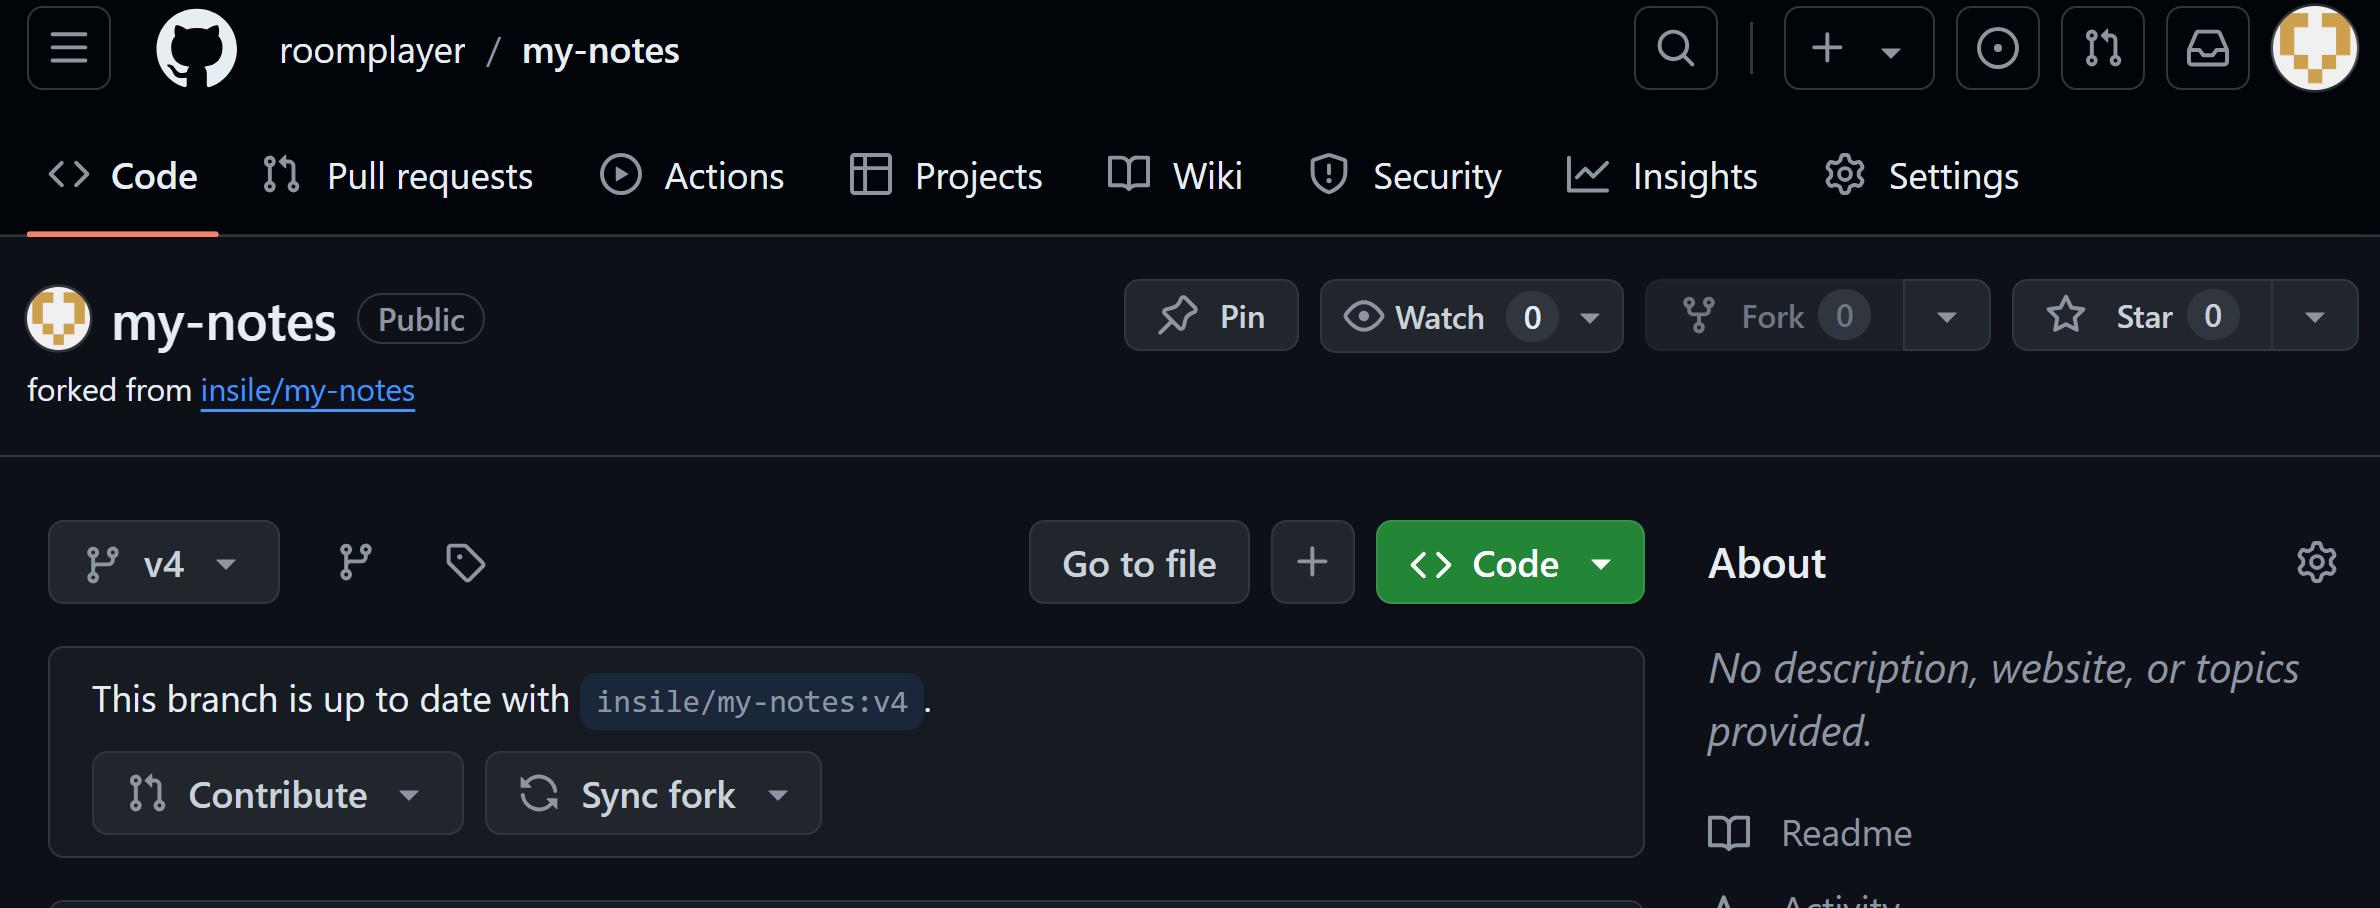 roomplayer / my-notes
Code Pull requests Actions Projects Wiki Security Insights Settings
my-notes Public
Pin Watch 0 Fork 0 Star 0
forked from insile/my-notes
v4 Go to file Code
This branch is up to date with insile/my-notes:v4.
Contribute Sync fork
About
No description, website, or topics
provided.
Readme
Activity